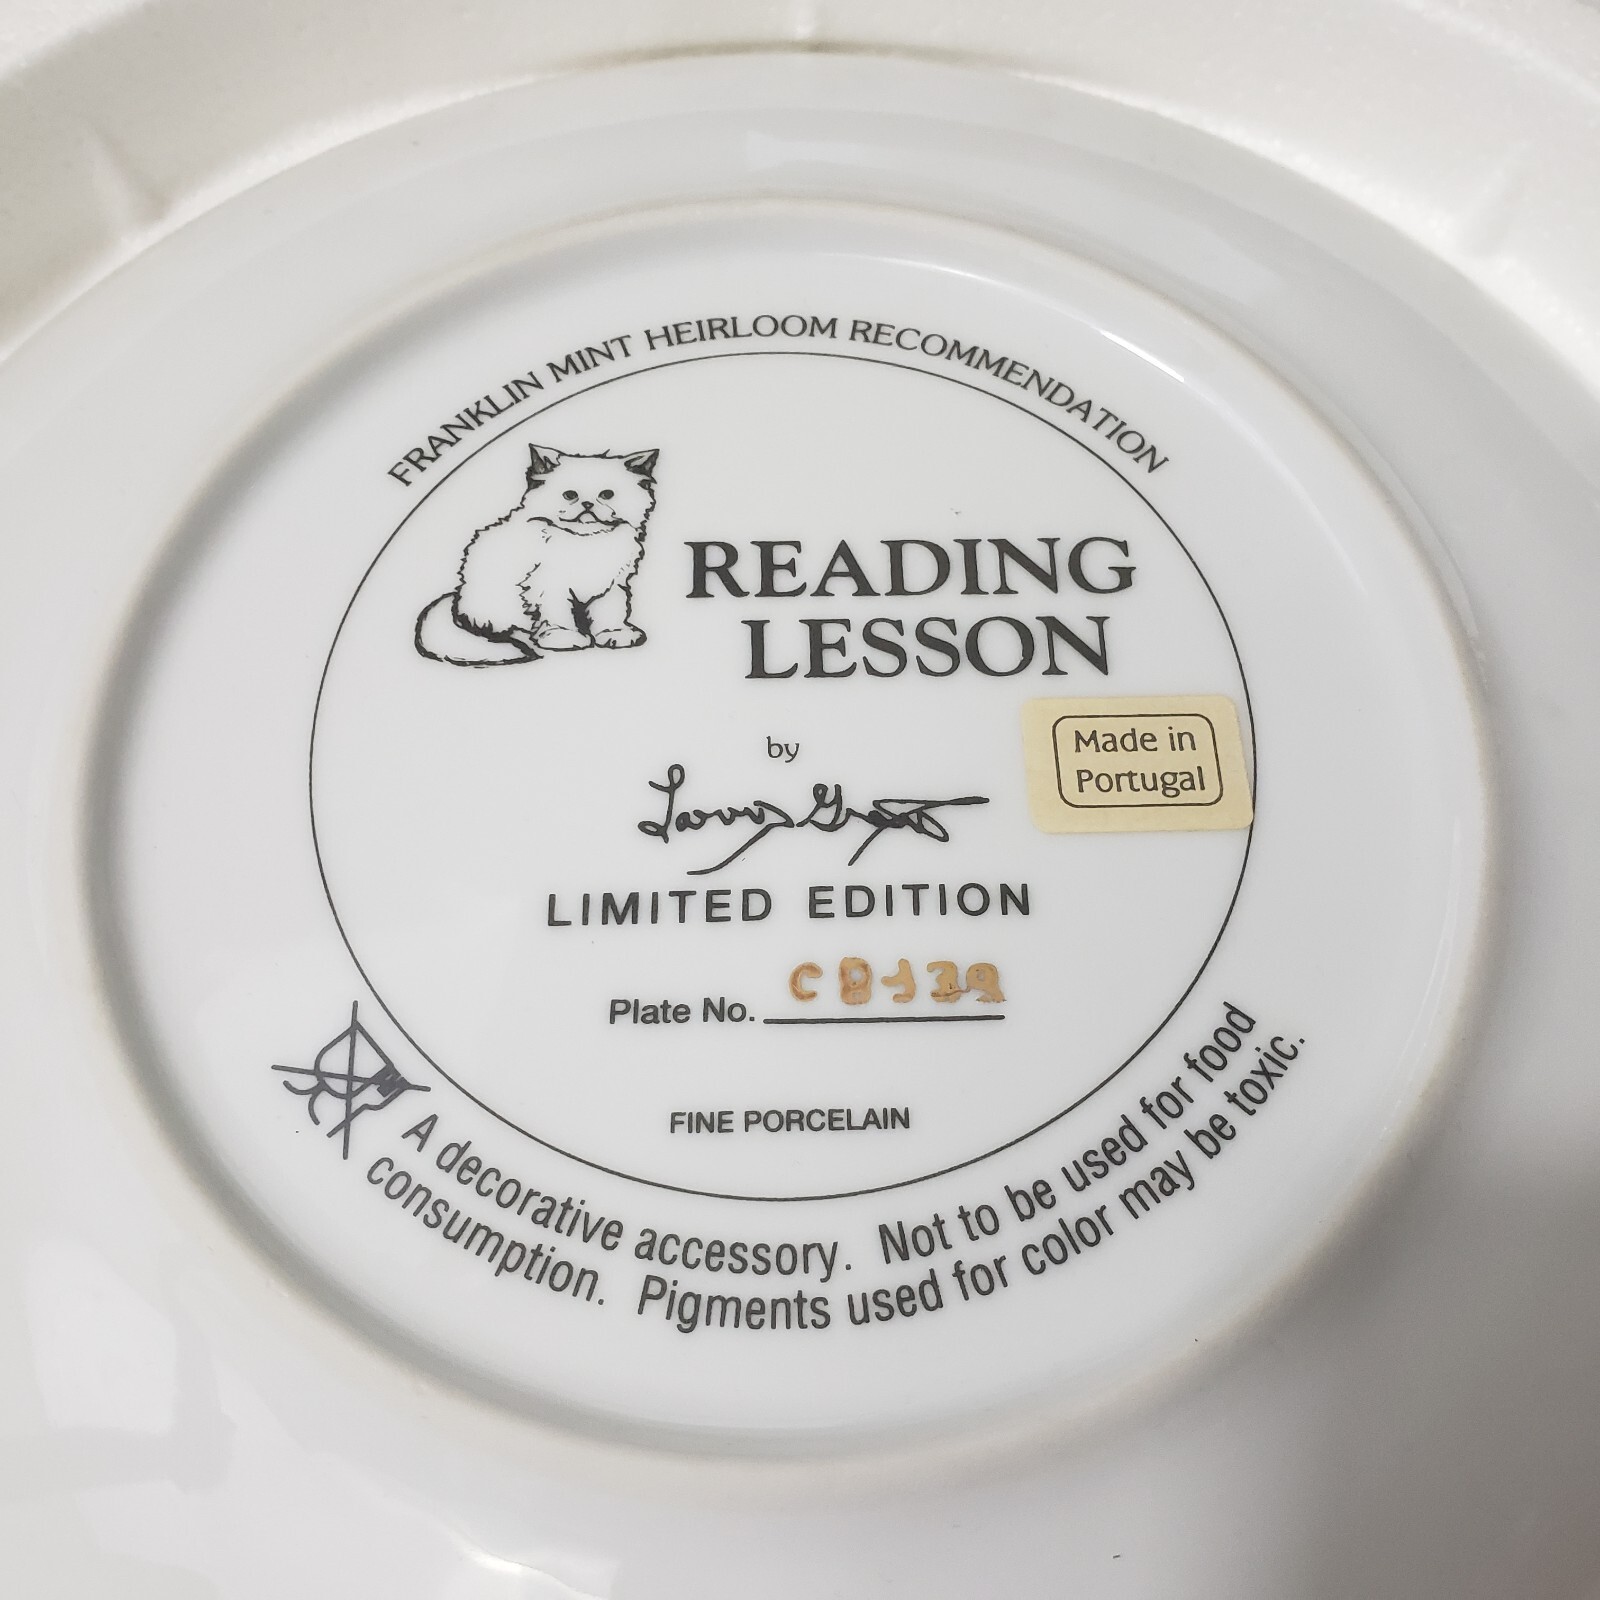 FRANKLIN MINT HEIRLOOM RECOMMENDATION
READING
LESSON
by
Made in
Portugal
LIMITED EDITION
Plate No.
FINE PORCELAIN
A decorative accessory. Not to be used for food
consumption. Pigments used for color may be toxic.